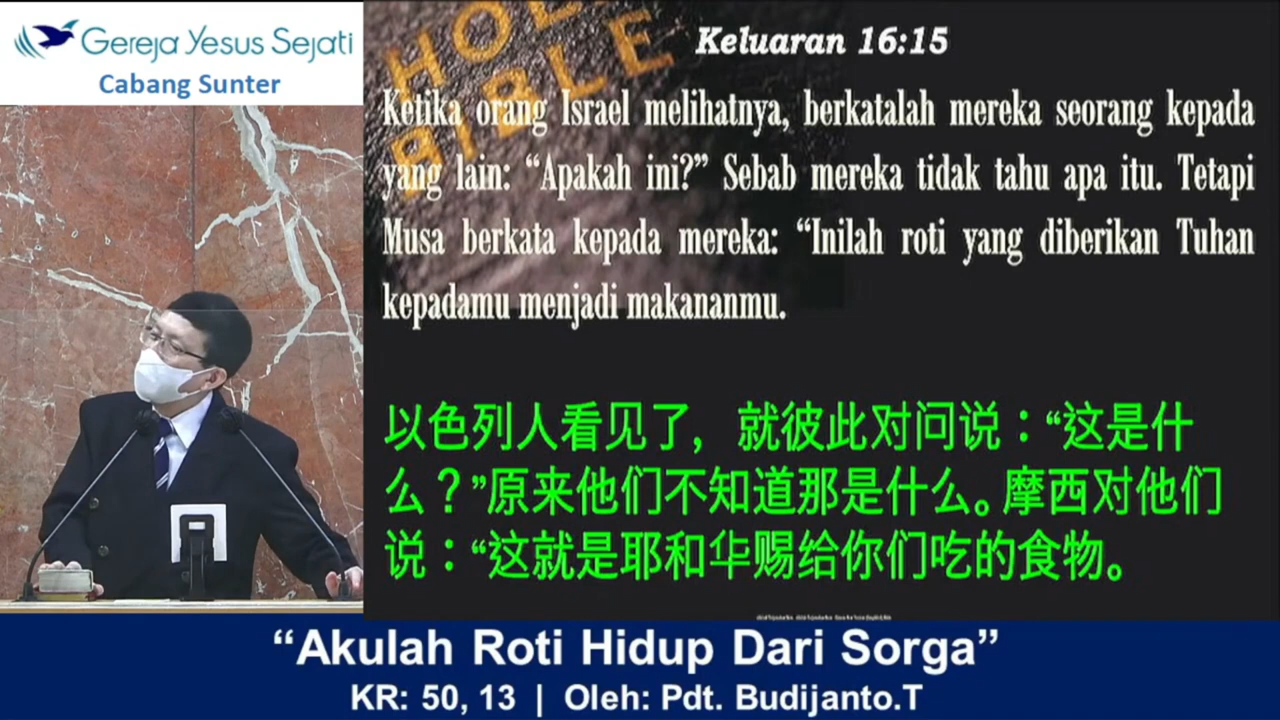 Gereja Yesus Sejati
Cabang Sunter
HOLY
BIBLE
Keluaran 16:15
Ketika orang Israel melihatnya, berkatalah mereka seorang kepada
yang lain: “Apakah ini?” Sebab mereka tidak tahu apa itu. Tetapi
Musa berkata kepada mereka: “Inilah roti yang diberikan Tuhan
kepadamu menjadi makananmu.
以色列人看见了，就彼此对问说：“这是什
么？”原来他们不知道那是什么。摩西对他们
说：“这就是耶和华赐给你们吃的食物。
“Akulah Roti Hidup Dari Sorga”
KR: 50, 13 | Oleh: Pdt. Budijanto.T